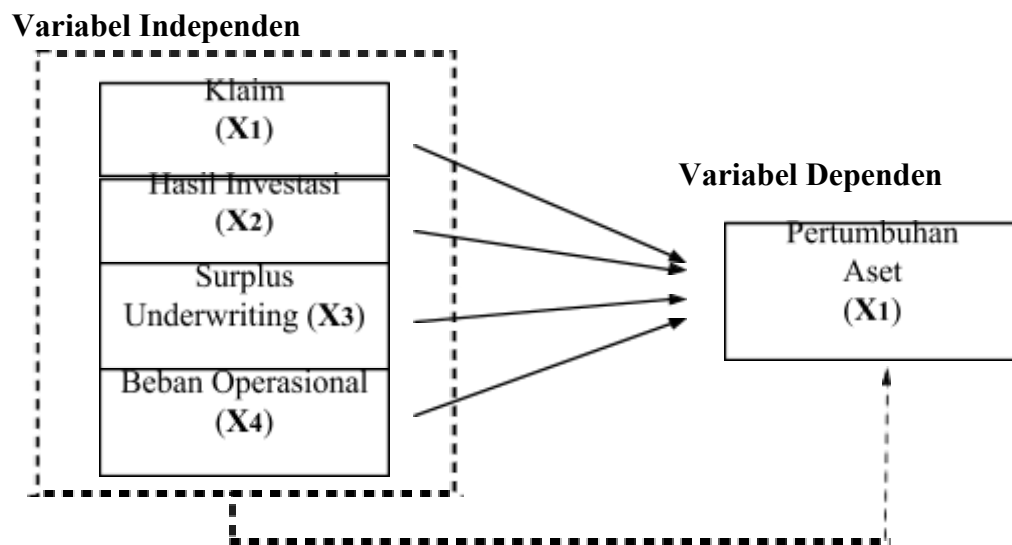 Variabel Independen
Klaim
(X1)
Hasil Investasi
(X2)
Surplus
Underwriting (X3)
Beban Operasional
(X4)
Variabel Dependen
Pertumbuhan
Aset
(X1)